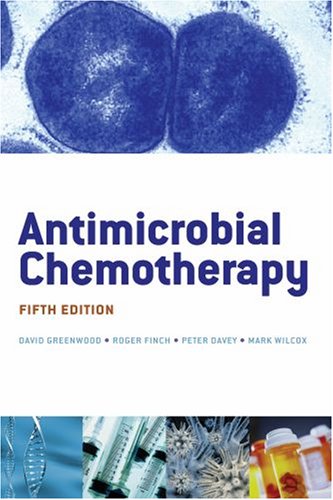 Antimicrobial
Chemotherapy
FIFTH EDITION
DAVID GREENWOOD • ROGER FINCH • PETER DAVEY • MARK WILCOX